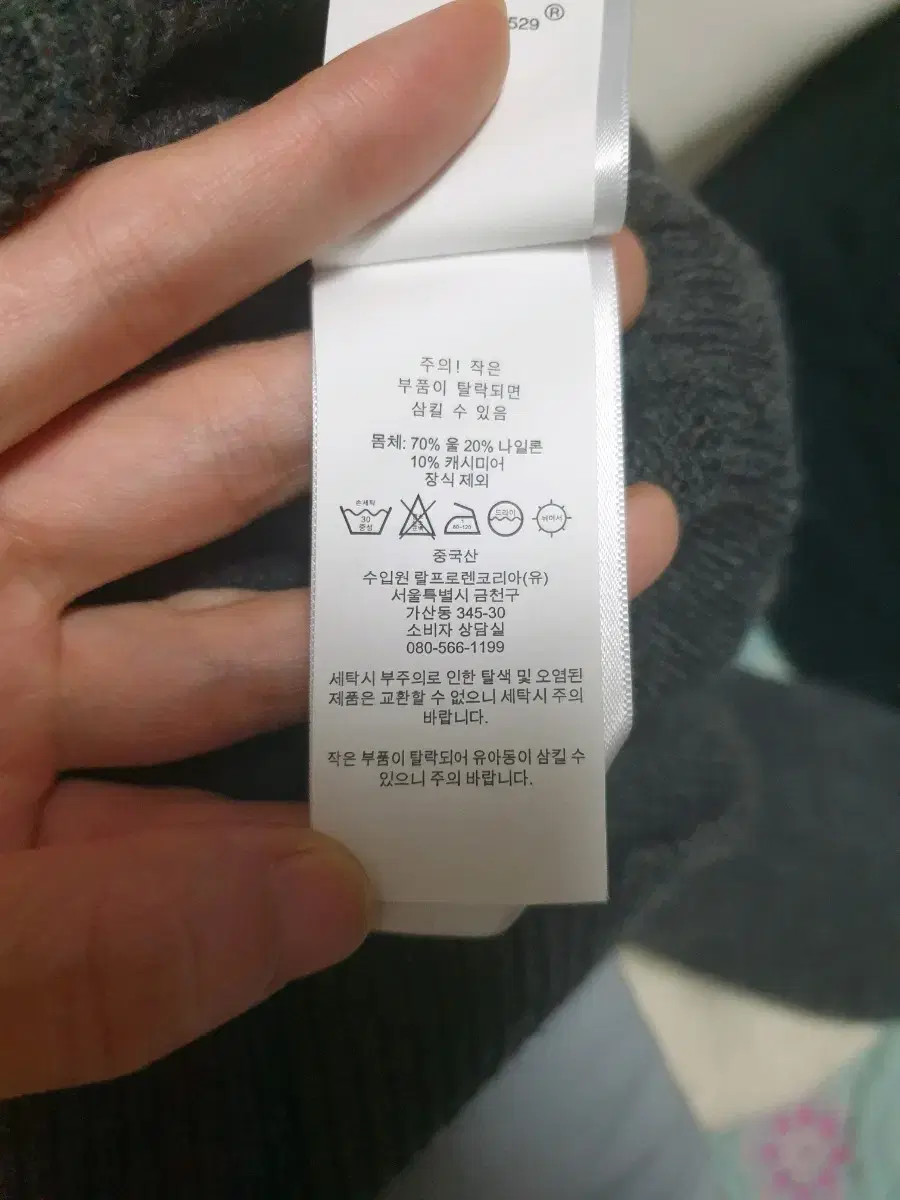 529 ®
주의! 작은
부품이 탈락되면
삼킬 수 있음
몸체: 70% 울 20% 나일론
10% 캐시미어
장식 제외
손세탁
30
중성
80-120
드라이
뉘어서
중국산
수입원 랄프로렌코리아(유)
서울특별시 금천구
가산동 345-30
소비자 상담실
080-566-1199
세탁시 부주의로 인한 탈색 및 오염된
제품은 교환할 수 없으니 세탁시 주의
바랍니다.
작은 부품이 탈락되어 유아동이 삼킬 수
있으니 주의 바랍니다.